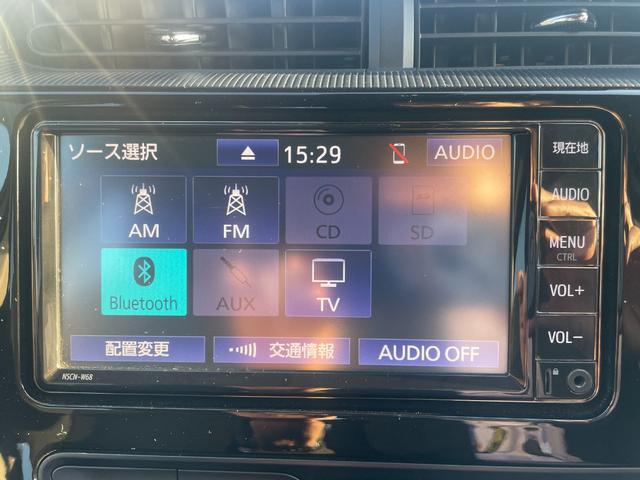 ソース選択
15:29
AUDIO
AM
FM
CD
SD
Bluetooth
AUX
TV
配置変更
交通情報
AUDIO OFF
NSCN-W68
現在地
AUDIO
MENU
CTRL
VOL+
VOL−